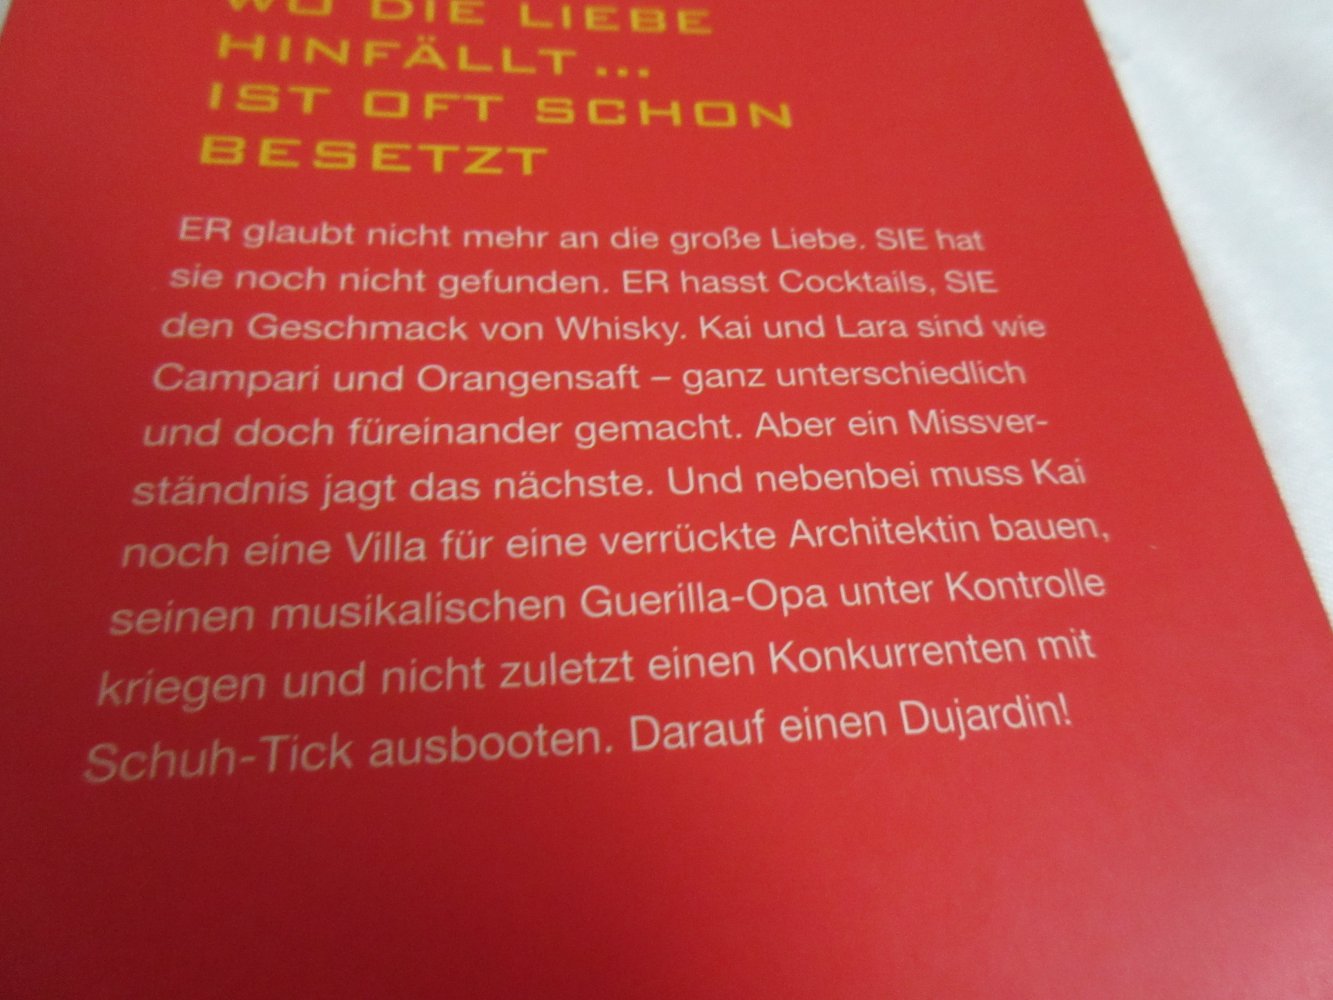 WO DIE LIEBE
HINFÄLLT ...
IST OFT SCHON
BESETZT
ER glaubt nicht mehr an die große Liebe. SIE hat
sie noch nicht gefunden. ER hasst Cocktails, SIE
den Geschmack von Whisky. Kai und Lara sind wie
Campari und Orangensaft – ganz unterschiedlich
und doch füreinander gemacht. Aber ein Missver-
ständnis jagt das nächste. Und nebenbei muss Kai
noch eine Villa für eine verrückte Architektin bauen,
seinen musikalischen Guerilla-Opa unter Kontrolle
kriegen und nicht zuletzt einen Konkurrenten mit
Schuh-Tick ausbooten. Darauf einen Dujardin!